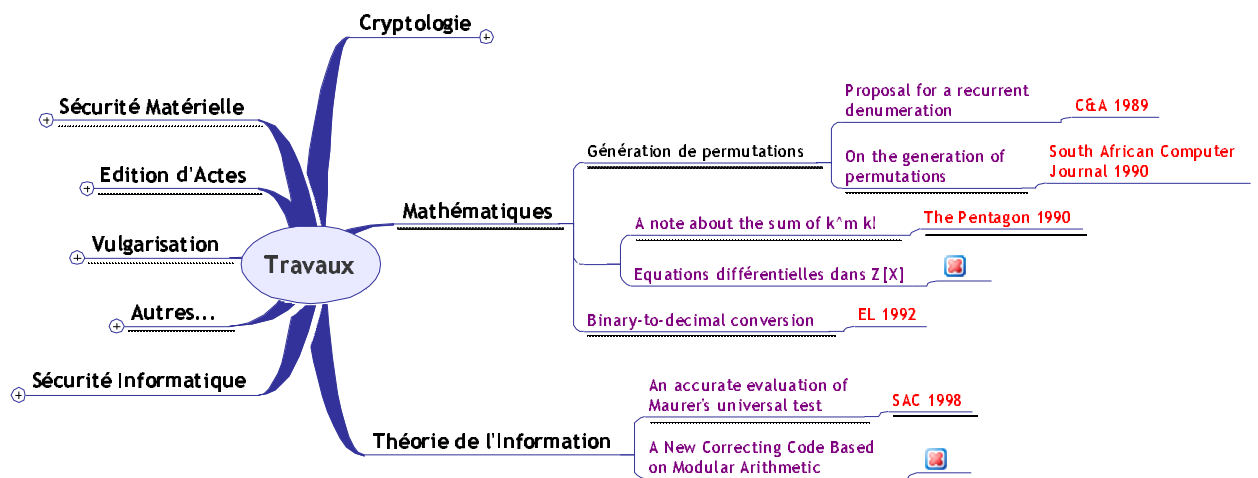 Cryptologie
Sécurité Matérielle
Edition d'Actes
Vulgarisation
Autres...
Sécurité Informatique
Travaux
Mathématiques
Génération de permutations
Proposal for a recurrent
denumeration
C&A 1989
On the generation of
permutations
South African Computer
Journal 1990
A note about the sum of k^m k!
The Pentagon 1990
Equations différentielles dans Z[X]
Binary-to-decimal conversion
EL 1992
Théorie de l'Information
An accurate evaluation of
Maurer's universal test
SAC 1998
A New Correcting Code Based
on Modular Arithmetic